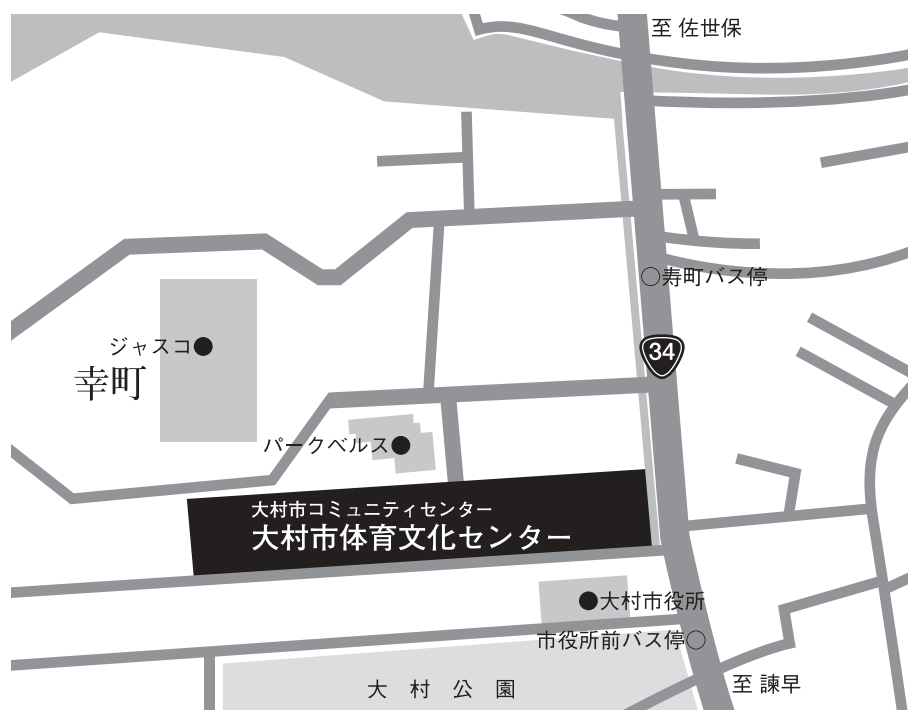 至 佐世保
○寿町バス停
34
ジャスコ●
幸町
パークベルス●
大村市コミュニティセンター
大村市体育文化センター
●大村市役所
市役所前バス停○
至 諫早
大 村 公 園